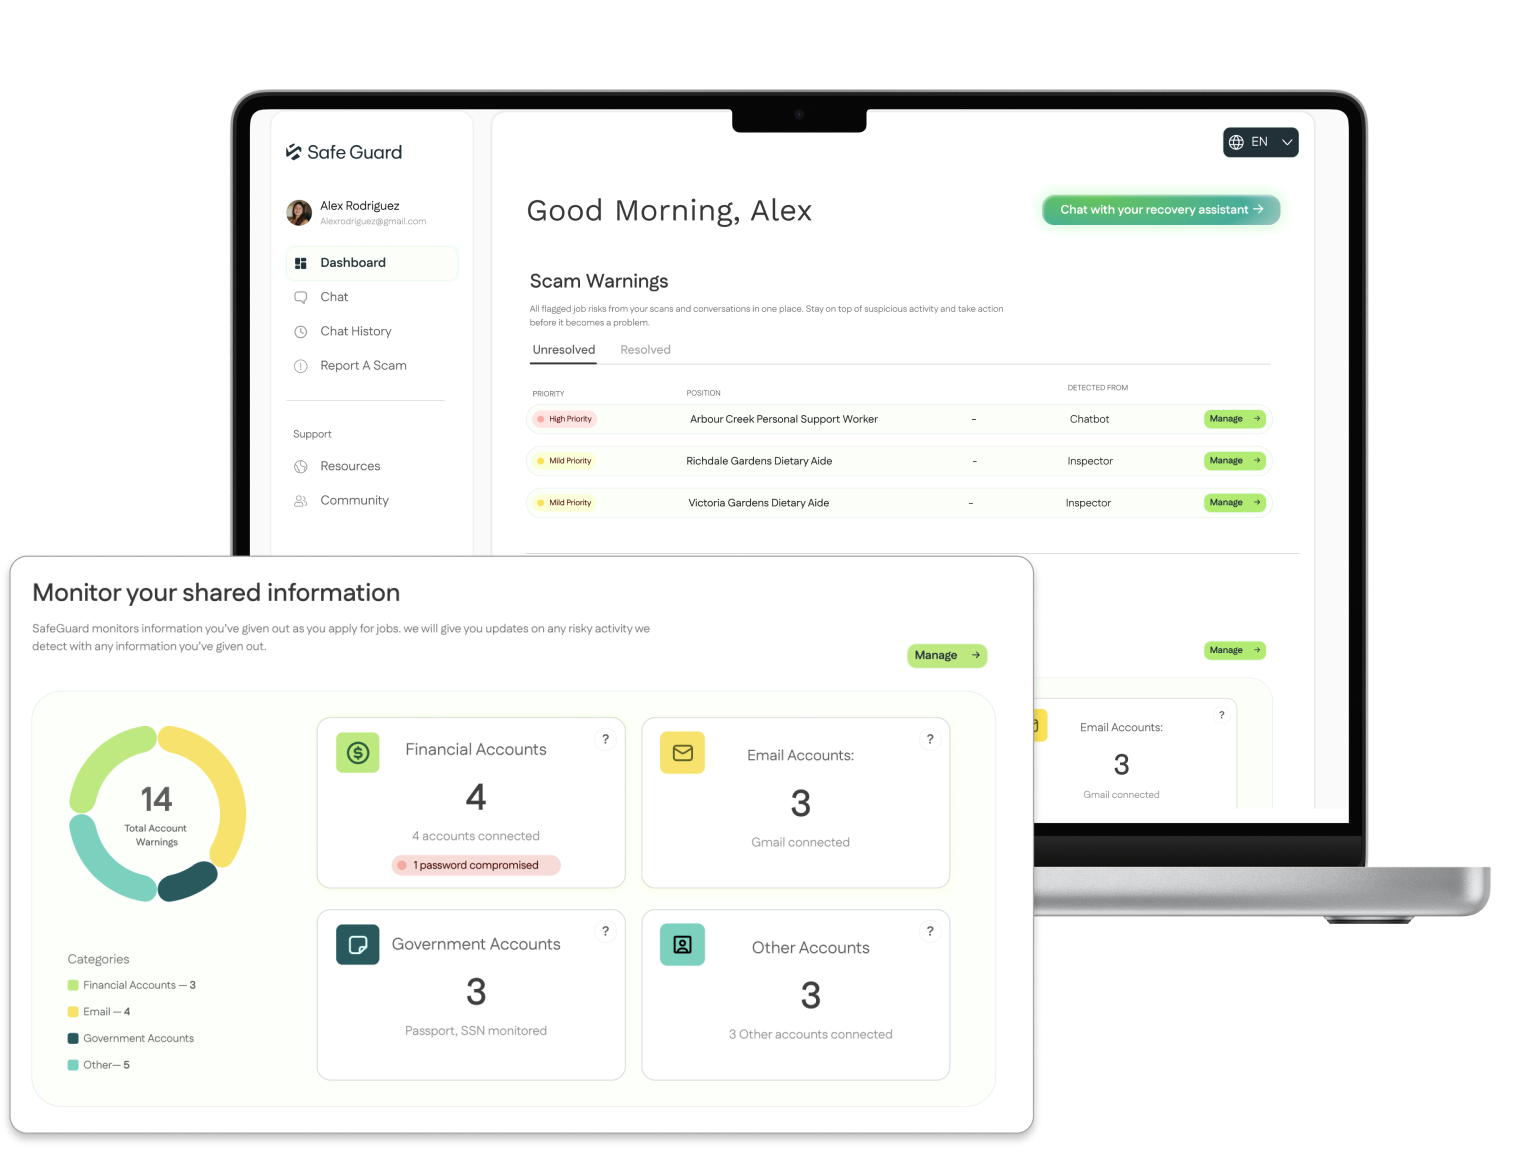 Safe Guard
EN
Alex Rodriguez
Alexrodriguez@gmail.com
Dashboard
Chat
Chat History
Report A Scam
Support
Resources
Community
Good Morning, Alex
Chat with your recovery assistant →
Scam Warnings
All flagged job risks from your scans and conversations in one place. Stay on top of suspicious activity and take action
before it becomes a problem.
Unresolved Resolved
PRIORITY POSITION DETECTED FROM
High Priority Arbour Creek Personal Support Worker – Chatbot Manage →
Mild Priority Richdale Gardens Dietary Aide – Inspector Manage →
Mild Priority Victoria Gardens Dietary Aide – Inspector Manage →
Manage →
Email Accounts:
?
3
Gmail connected
Monitor your shared information
SafeGuard monitors information you've given out as you apply for jobs. we will give you updates on any risky activity we
detect with any information you've given out.
Manage →
14
Total Account
Warnings
Categories
Financial Accounts — 3
Email — 4
Government Accounts
Other— 5
Financial Accounts
?
4
4 accounts connected
1 password compromised
Email Accounts:
?
3
Gmail connected
Government Accounts
?
3
Passport, SSN monitored
Other Accounts
?
3
3 Other accounts connected